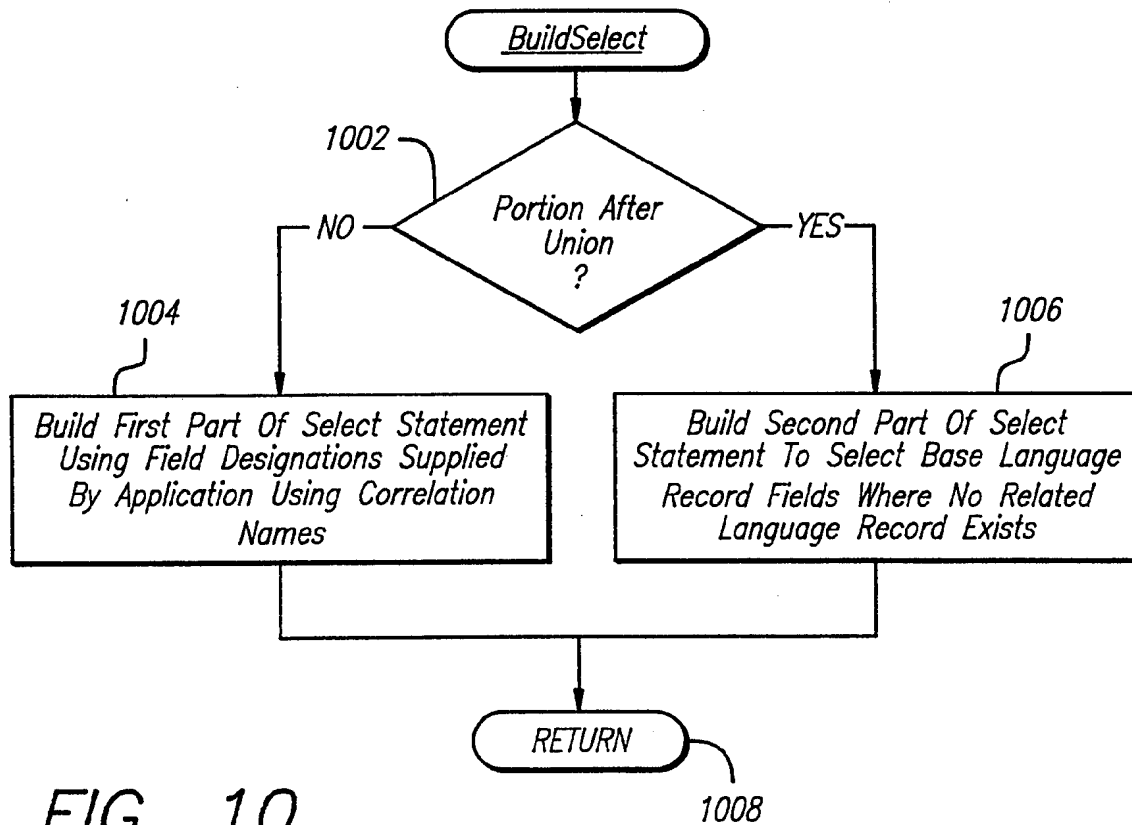 BuildSelect
1002
Portion After
Union
?
NO
YES
1004
1006
Build First Part Of Select Statement
Using Field Designations Supplied
By Application Using Correlation
Names
Build Second Part Of Select
Statement To Select Base Language
Record Fields Where No Related
Language Record Exists
RETURN
1008
FIG. 10